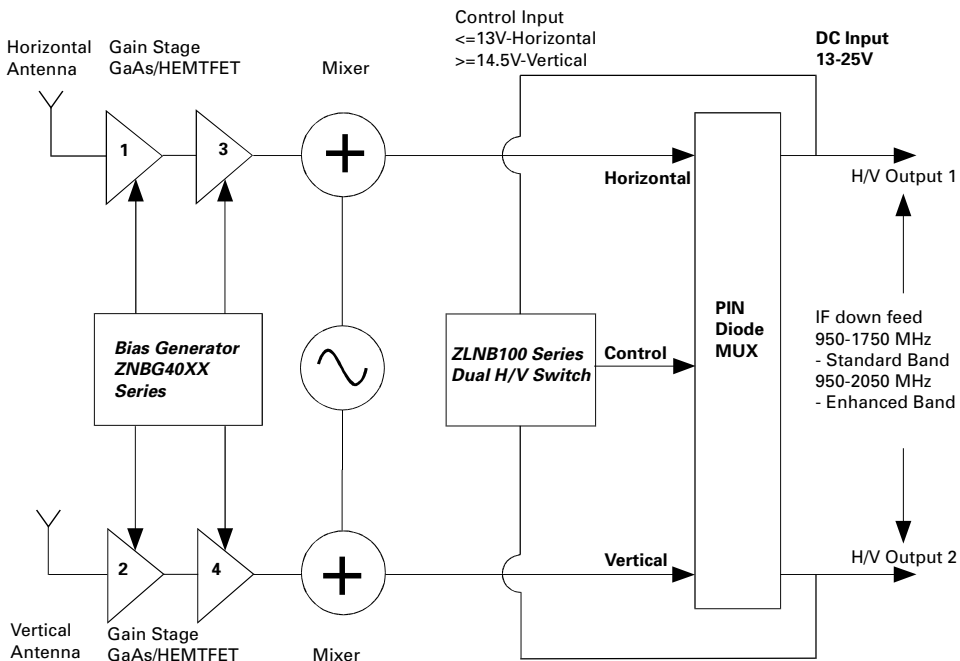 Control Input
<=13V-Horizontal
>=14.5V-Vertical
DC Input
13-25V
Horizontal
Antenna
Gain Stage
GaAs/HEMTFET
Mixer
1
3
Horizontal
H/V Output 1
Bias Generator
ZNBG40XX
Series
ZLNB100 Series
Dual H/V Switch
Control
PIN
Diode
MUX
IF down feed
950-1750 MHz
- Standard Band
950-2050 MHz
- Enhanced Band
2
4
Vertical
H/V Output 2
Vertical
Antenna
Gain Stage
GaAs/HEMTFET
Mixer